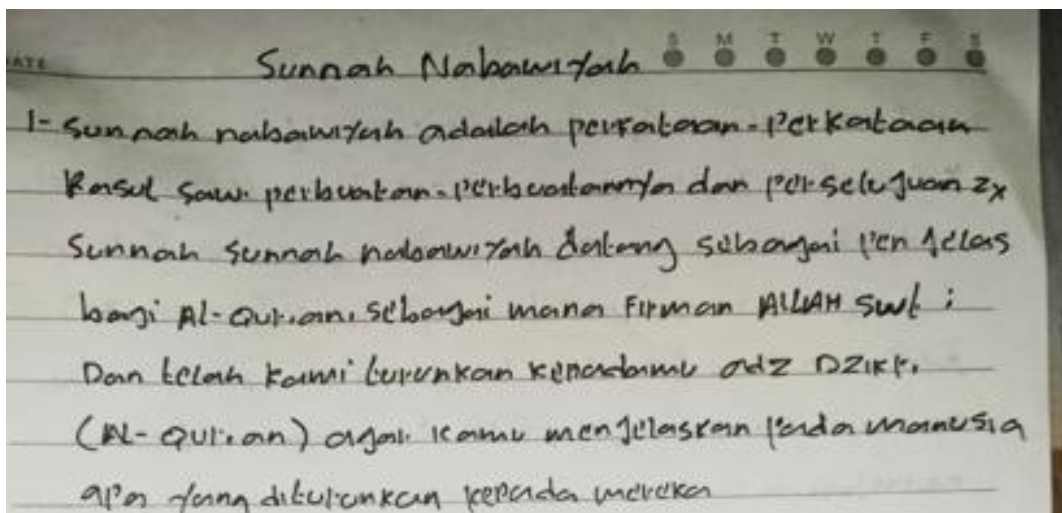 DATE
Sunnah Nabawiyah S M T W T F S
1- Sunnah nabawiyah adalah perkataan-perkataan
Rasul saw. perbuatan-perbuatannya dan persetujuan2x
Sunnah sunnah nabawiyah datang sebagai penjelas
bagi Al-Qur.an. sebagai mana Firman ALLAH swt :
Dan telah kami turunkan kepadamu adz DZikr.
(Al-Qur.an) agar kamu menjelaskan pada manusia
apa yang diturunkan kepada mereka